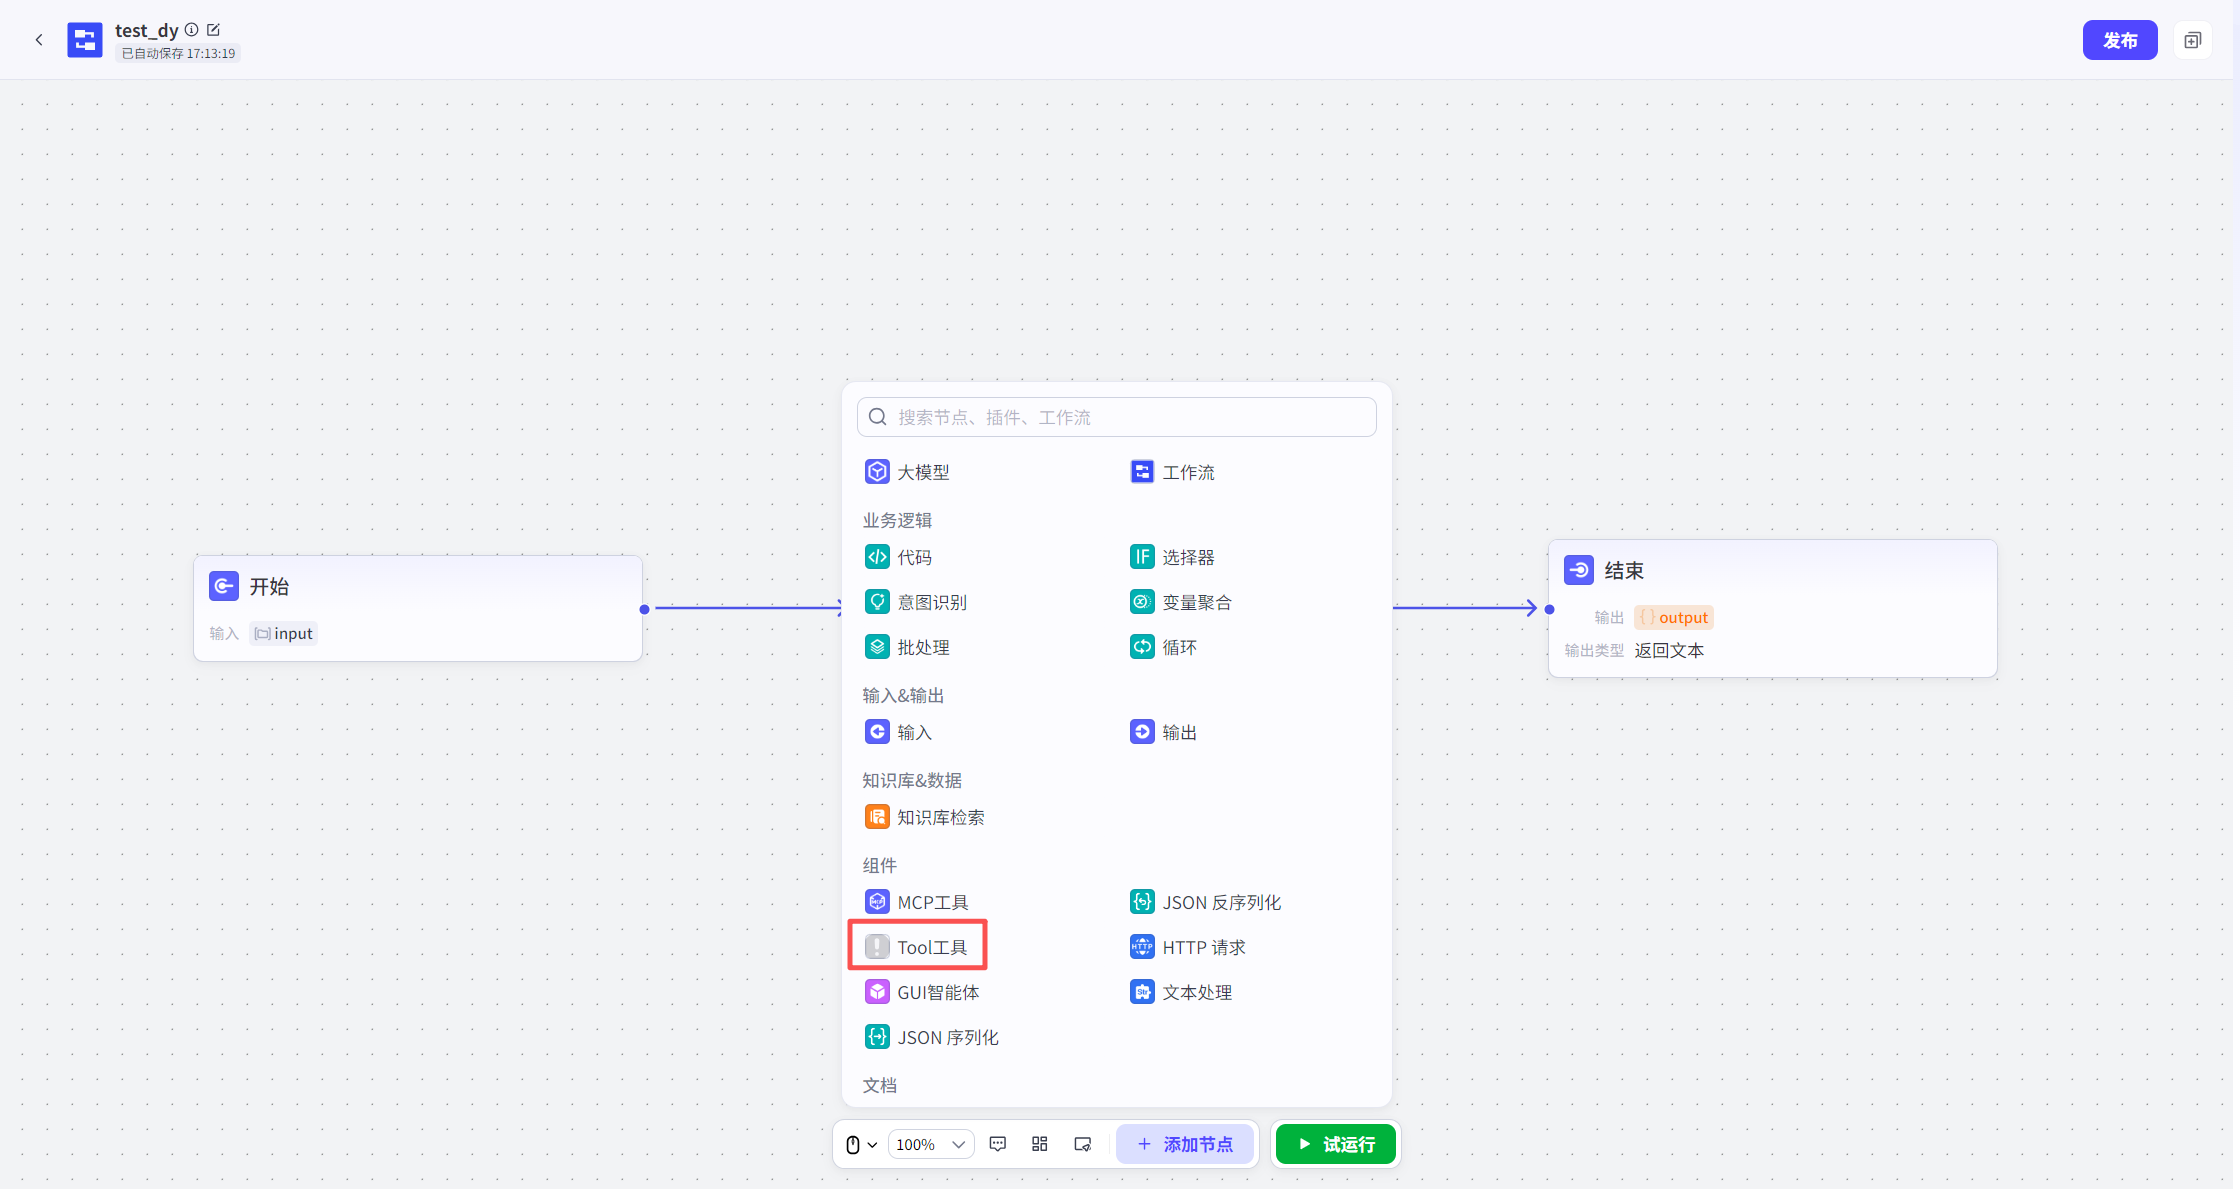 test_dy
已自动保存 17:13:19
发布
搜索节点、插件、工作流
大模型
工作流
业务逻辑
代码
选择器
意图识别
变量聚合
批处理
循环
输入&输出
输入
输出
知识库&数据
知识库检索
组件
MCP工具
JSON 反序列化
Tool工具
HTTP 请求
GUI智能体
文本处理
JSON 序列化
文档
开始
输入 input
结束
输出 output
输出类型 返回文本
100%
添加节点
试运行